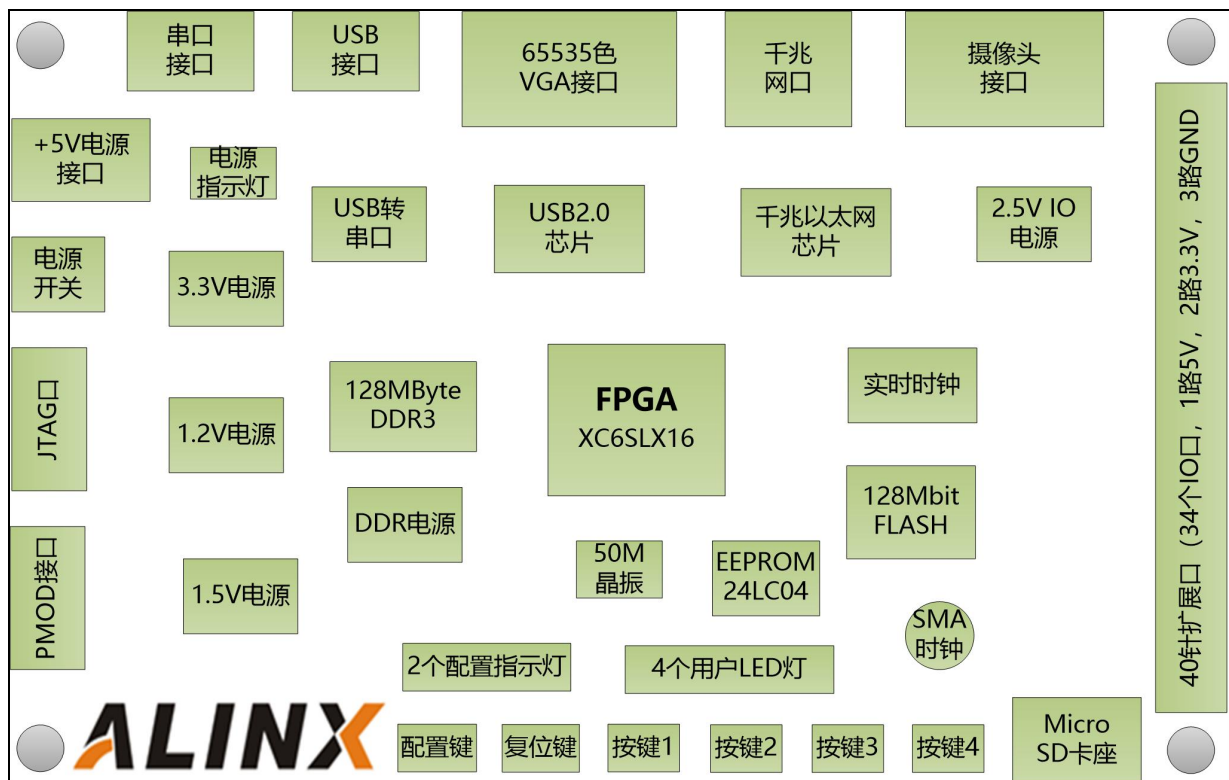 串口
接口
USB
接口
65535色
VGA接口
千兆
网口
摄像头
接口
+5V电源
接口
电源
指示灯
USB转
串口
USB2.0
芯片
千兆以太网
芯片
2.5V IO
电源
40针扩展口（34个IO口，1路5V，2路3.3V，3路GND
电源
开关
3.3V电源
JTAG口
128MByte
DDR3
FPGA
XC6SLX16
实时时钟
1.2V电源
128Mbit
FLASH
DDR电源
PMOD接口
50M
晶振
EEPROM
24LC04
1.5V电源
SMA
时钟
2个配置指示灯
4个用户LED灯
ALINX
配置键
复位键
按键1
按键2
按键3
按键4
Micro
SD卡座